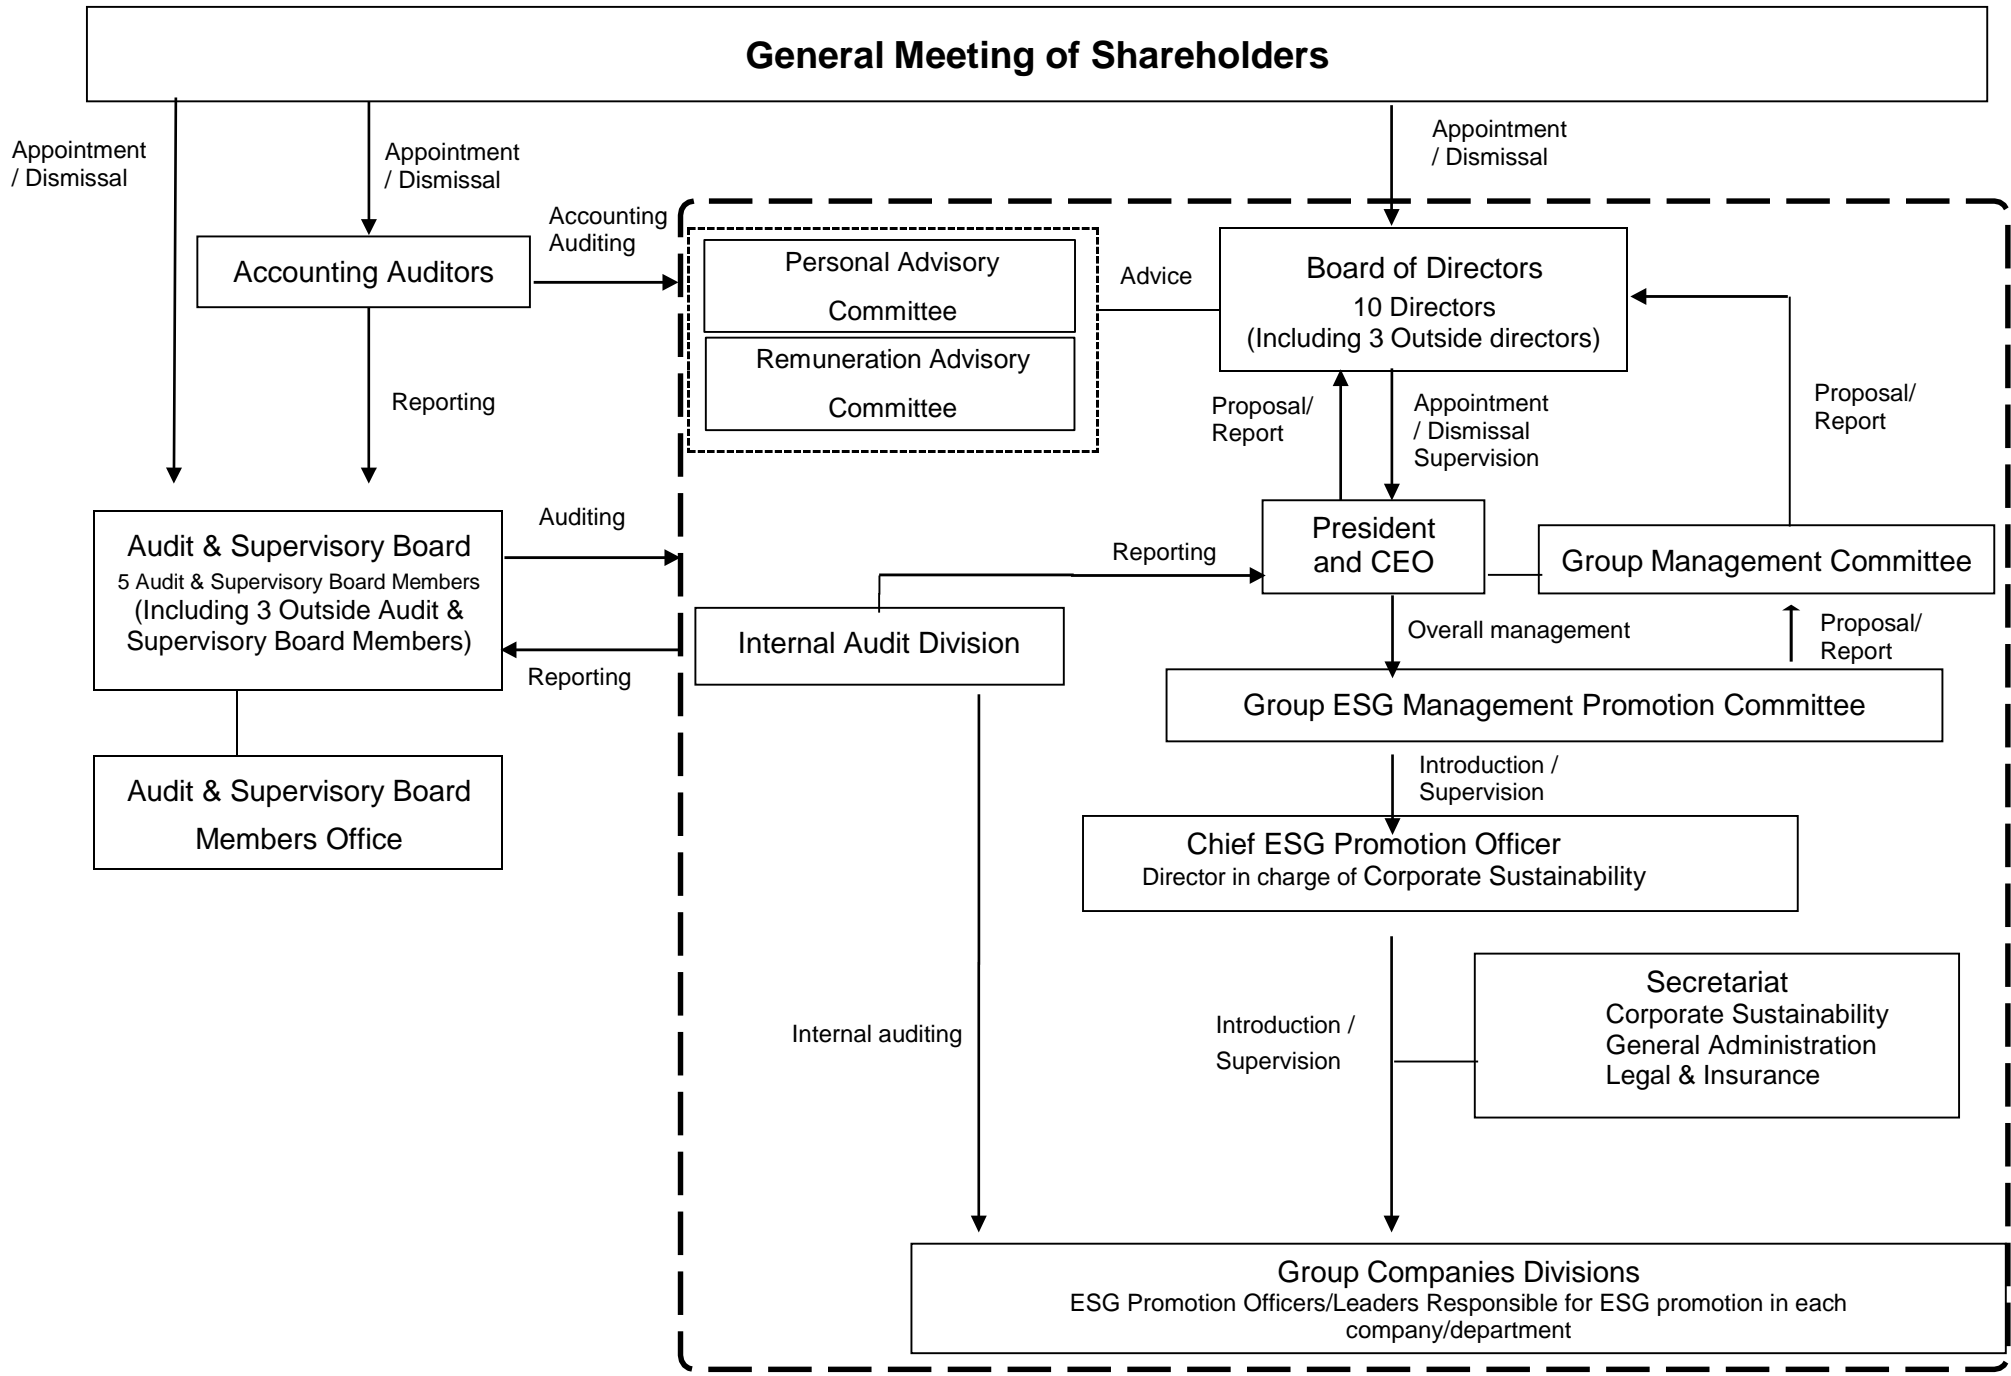 General Meeting of Shareholders
Appointment
/ Dismissal
Appointment
/ Dismissal
Appointment
/ Dismissal
Accounting
Auditing
Accounting Auditors
Personal Advisory
Committee
Remuneration Advisory
Committee
Advice
Board of Directors
10 Directors
(Including 3 Outside directors)
Reporting
Proposal/
Report
Appointment
/ Dismissal
Supervision
Proposal/
Report
Audit & Supervisory Board
5 Audit & Supervisory Board Members
(Including 3 Outside Audit &
Supervisory Board Members)
Auditing
Reporting
President
and CEO
Group Management Committee
Internal Audit Division
Reporting
Overall management
Proposal/
Report
Group ESG Management Promotion Committee
Audit & Supervisory Board
Members Office
Introduction /
Supervision
Chief ESG Promotion Officer
Director in charge of Corporate Sustainability
Internal auditing
Introduction /
Supervision
Secretariat
Corporate Sustainability
General Administration
Legal & Insurance
Group Companies Divisions
ESG Promotion Officers/Leaders Responsible for ESG promotion in each
company/department